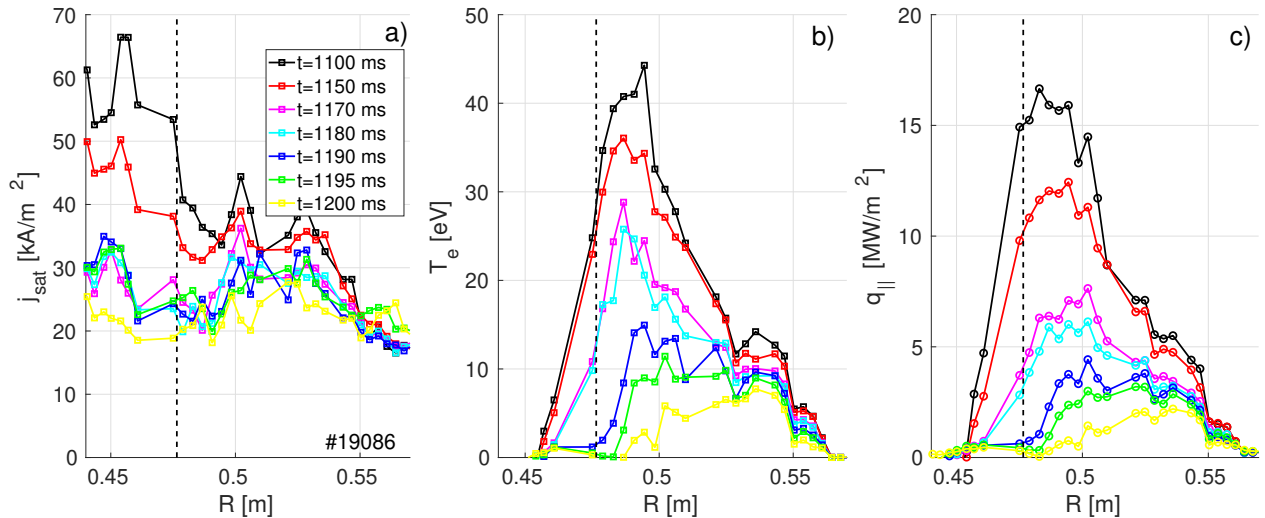 a)
j_sat [kA/m ²]
70
60
50
40
30
20
10
0
t=1100 ms
t=1150 ms
t=1170 ms
t=1180 ms
t=1190 ms
t=1195 ms
t=1200 ms
#19086
0.45 0.5 0.55
R [m]
b)
T_e [eV]
50
40
30
20
10
0
0.45 0.5 0.55
R [m]
c)
q_|| [MW/m ²]
20
15
10
5
0
0.45 0.5 0.55
R [m]